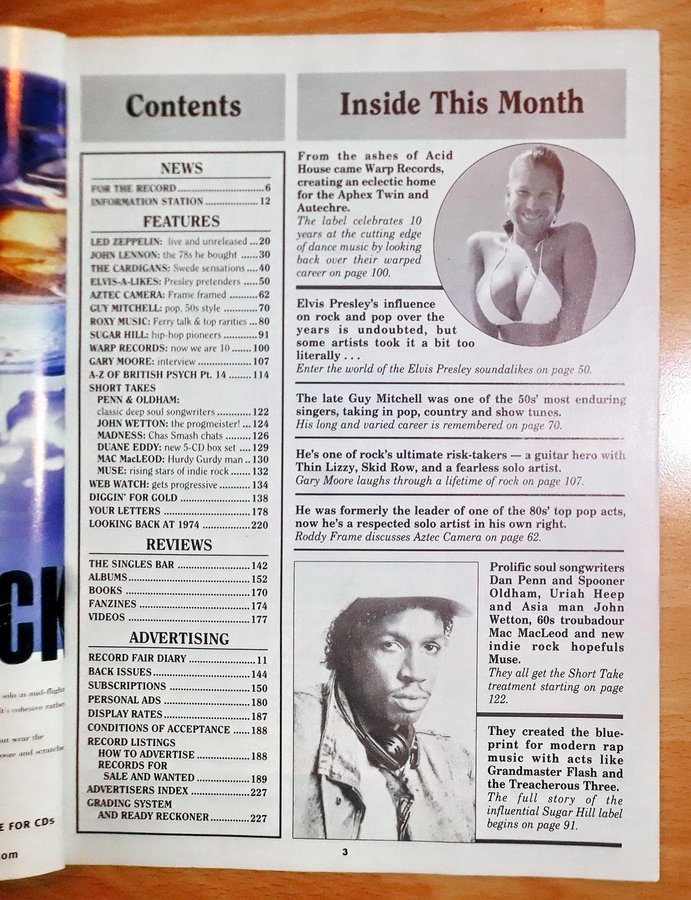 Contents
NEWS
FOR THE RECORD ........................6
INFORMATION STATION ...............12
FEATURES
LED ZEPPELIN: live and unreleased ...20
JOHN LENNON: the 78s he bought ......30
THE CARDIGANS: Swede sensations ....40
ELVIS-A-LIKES: Presley pretenders .....50
AZTEC CAMERA: Frame framed ..........62
GUY MITCHELL: pop, 50s style ............70
ROXY MUSIC: Ferry talk & top rarities ...80
SUGAR HILL: hip-hop pioneers ...........91
WARP RECORDS: now we are 10 .......100
GARY MOORE: interview ..................107
A-Z OF BRITISH PSYCH Pt. 14 .......114
SHORT TAKES
PENN & OLDHAM:
classic deep soul songwriters ............122
JOHN WETTON: the progmeister! ...124
MADNESS: Chas Smash chats .........126
DUANE EDDY: new 5-CD box set ....129
MAC MacLEOD: Hurdy Gurdy man ..130
MUSE: rising stars of indie rock .......132
WEB WATCH: gets progressive ..........134
DIGGIN' FOR GOLD ........................138
YOUR LETTERS ..............................178
LOOKING BACK AT 1974 ...............220
REVIEWS
THE SINGLES BAR ........................142
ALBUMS......................................152
BOOKS .......................................170
FANZINES ...................................174
VIDEOS .......................................177
ADVERTISING
RECORD FAIR DIARY .....................11
BACK ISSUES................................144
SUBSCRIPTIONS ...........................150
PERSONAL ADS ............................180
DISPLAY RATES............................187
CONDITIONS OF ACCEPTANCE ......188
RECORD LISTINGS
HOW TO ADVERTISE ..................188
RECORDS FOR
SALE AND WANTED ..................189
ADVERTISERS INDEX ...................227
GRADING SYSTEM
AND READY RECKONER..............227
Inside This Month
From the ashes of Acid
House came Warp Records,
creating an eclectic home
for the Aphex Twin and
Autechre.
The label celebrates 10
years at the cutting edge
of dance music by looking
back over their warped
career on page 100.
Elvis Presley's influence
on rock and pop over the
years is undoubted, but
some artists took it a bit too
literally . . .
Enter the world of the Elvis Presley soundalikes on page 50.
The late Guy Mitchell was one of the 50s' most enduring
singers, taking in pop, country and show tunes.
His long and varied career is remembered on page 70.
He's one of rock's ultimate risk-takers — a guitar hero with
Thin Lizzy, Skid Row, and a fearless solo artist.
Gary Moore laughs through a lifetime of rock on page 107.
He was formerly the leader of one of the 80s' top pop acts,
now he's a respected solo artist in his own right.
Roddy Frame discusses Aztec Camera on page 62.
Prolific soul songwriters
Dan Penn and Spooner
Oldham, Uriah Heep
and Asia man John
Wetton, 60s troubadour
Mac MacLeod and new
indie rock hopefuls
Muse.
They all get the Short Take
treatment starting on page
122.
They created the blue-
print for modern rap
music with acts like
Grandmaster Flash and
the Treacherous Three.
The full story of the
influential Sugar Hill label
begins on page 91.
3
CK
solo in mid-flight
it's cohesive rather
out wear the
E FOR CDs
om